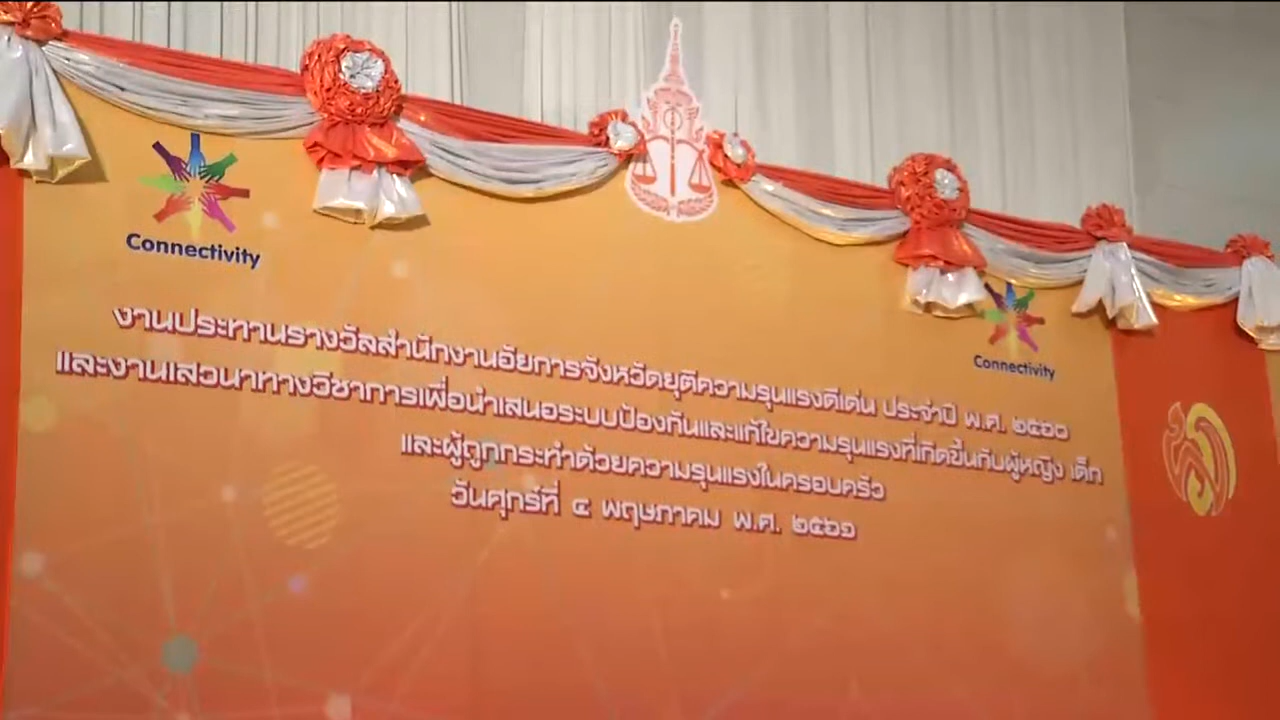 Connectivity
Connectivity
งานประทานรางวัลสำนักงานอัยการจังหวัดยุติความรุนแรงดีเด่น ประจำปี พ.ศ. ๒๕๖๐
และงานเสวนาทางวิชาการเพื่อนำเสนอระบบป้องกันและแก้ไขความรุนแรงที่เกิดขึ้นกับผู้หญิง เด็ก
และผู้ถูกกระทำด้วยความรุนแรงในครอบครัว
วันศุกร์ที่ ๔ พฤษภาคม พ.ศ. ๒๕๖๑